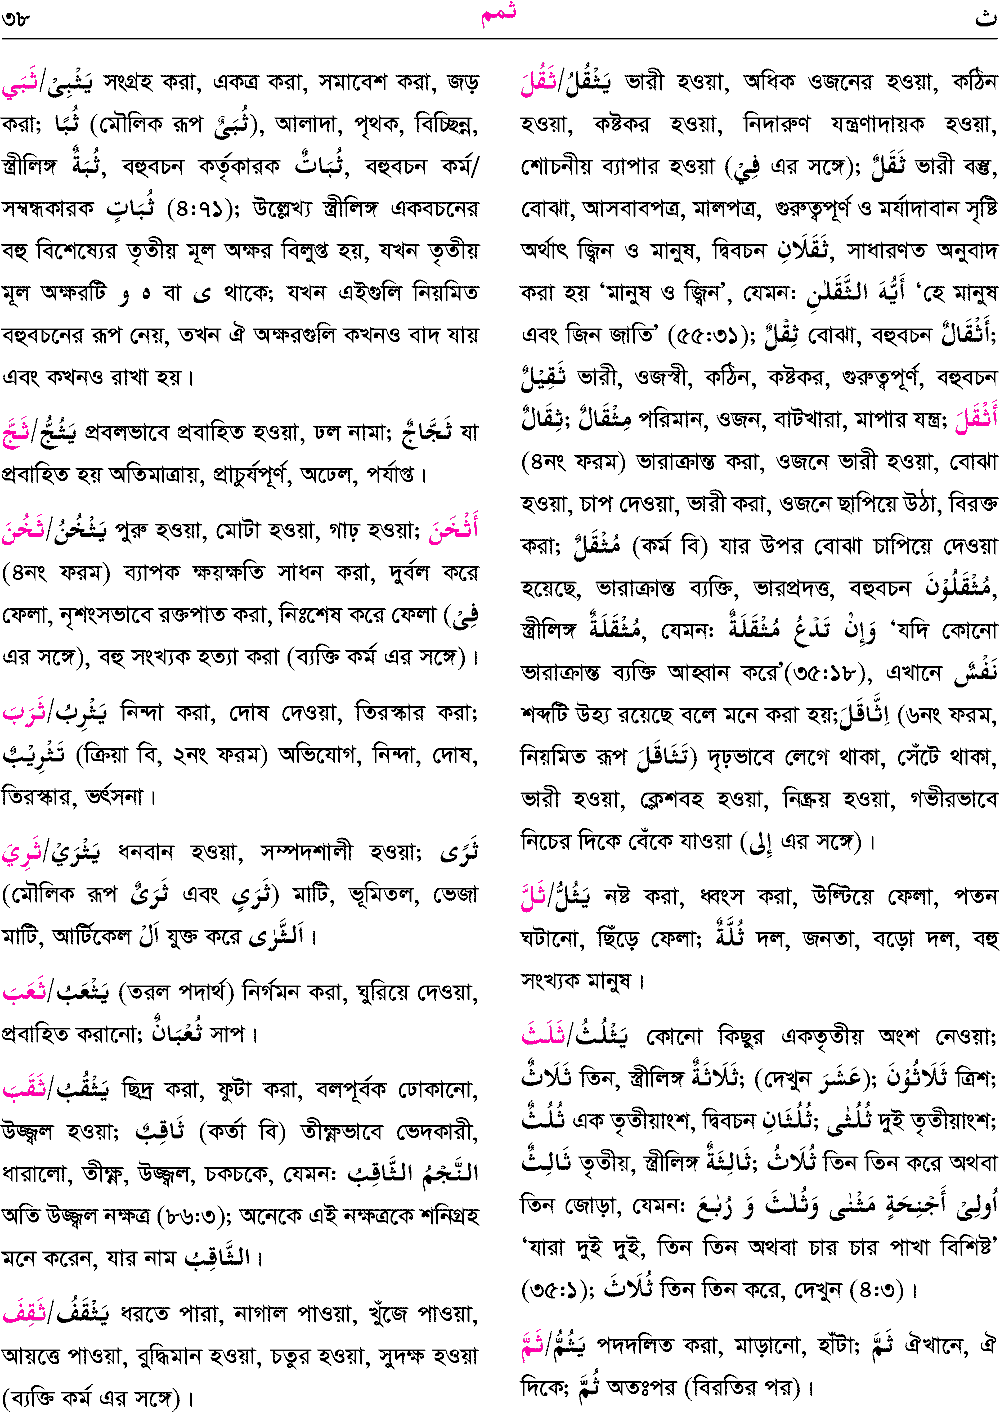 ৩৮ ثمم ث
ثَبَي/يَثْبِيْ সংগ্রহ করা, একত্র করা, সমাবেশ করা, জড়
করা; ثُبًا (মৌলিক রূপ ثُبَيٌ), আলাদা, পৃথক, বিচ্ছিন্ন,
স্ত্রীলিঙ্গ ثُبَةٌ, বহুবচন কর্তৃকারক ثُبَاتٌ, বহুবচন কর্ম/
সম্বন্ধকারক ثُبَاتٍ (৪:৭১); উল্লেখ্য স্ত্রীলিঙ্গ একবচনের
বহু বিশেষ্যের তৃতীয় মূল অক্ষর বিলুপ্ত হয়, যখন তৃতীয়
মূল অক্ষরটি و ه বা ى থাকে; যখন এইগুলি নিয়মিত
বহুবচনের রূপ নেয়, তখন ঐ অক্ষরগুলি কখনও বাদ যায়
এবং কখনও রাখা হয়।
ثَجَّ/يَثُجُّ প্রবলভাবে প্রবাহিত হওয়া, ঢল নামা; ثَجَّاجٌ যা
প্রবাহিত হয় অতিমাত্রায়, প্রাচুর্যপূর্ণ, অঢেল, পর্যাপ্ত।
ثَخُنَ/يَثْخُنُ পুরু হওয়া, মোটা হওয়া, গাঢ় হওয়া; أَثْخَنَ
(৪নং ফরম) ব্যাপক ক্ষয়ক্ষতি সাধন করা, দুর্বল করে
ফেলা, নৃশংসভাবে রক্তপাত করা, নিঃশেষ করে ফেলা (فِيْ
এর সঙ্গে), বহু সংখ্যক হত্যা করা (ব্যক্তি কর্ম এর সঙ্গে)।
ثَرَبَ/يَثْرِبُ নিন্দা করা, দোষ দেওয়া, তিরস্কার করা;
تَثْرِيْبٌ (ক্রিয়া বি, ২নং ফরম) অভিযোগ, নিন্দা, দোষ,
তিরস্কার, ভর্ৎসনা।
ثَرِيَ/يَثْرَيْ ধনবান হওয়া, সম্পদশালী হওয়া; ثَرًى
(মৌলিক রূপ ثَرَيٌ এবং ثَرَيٍ) মাটি, ভূমিতল, ভেজা
মাটি, আর্টিকেল اَلْ যুক্ত করে اَلثَّرٰى।
ثَعَبَ/يَثْعَبُ (তরল পদার্থ) নির্গমন করা, ঘুরিয়ে দেওয়া,
প্রবাহিত করানো; ثُعْبَانٌ সাপ।
ثَقَبَ/يَثْقُبُ ছিদ্র করা, ফুটা করা, বলপূর্বক ঢোকানো,
উজ্জ্বল হওয়া; ثَاقِبٌ (কর্তা বি) তীক্ষ্ণভাবে ভেদকারী,
ধারালো, তীক্ষ্ণ, উজ্জ্বল, চকচকে, যেমন: النَّجْمُ الثَّاقِبُ
অতি উজ্জ্বল নক্ষত্র (৮৬:৩); অনেকে এই নক্ষত্রকে শনিগ্রহ
মনে করেন, যার নাম الثَّاقِبُ।
ثَقِفَ/يَثْقَفُ ধরতে পারা, নাগাল পাওয়া, খুঁজে পাওয়া,
আয়ত্তে পাওয়া, বুদ্ধিমান হওয়া, চতুর হওয়া, সুদক্ষ হওয়া
(ব্যক্তি কর্ম এর সঙ্গে)।
ثَقُلَ/يَثْقُلُ ভারী হওয়া, অধিক ওজনের হওয়া, কঠিন
হওয়া, কষ্টকর হওয়া, নিদারুণ যন্ত্রণাদায়ক হওয়া,
শোচনীয় ব্যাপার হওয়া (فِيْ এর সঙ্গে); ثَقَلٌ ভারী বস্তু,
বোঝা, আসবাবপত্র, মালপত্র, গুরুত্বপূর্ণ ও মর্যাদাবান সৃষ্টি
অর্থাৎ জ্বিন ও মানুষ, দ্বিবচন ثَقَلَانِ, সাধারণত অনুবাদ
করা হয় ‘মানুষ ও জ্বিন’, যেমন: أَيُّهَ الثَّقَلٰنِ ‘হে মানুষ
এবং জিন জাতি’ (৫৫:৩১); ثِقْلٌ বোঝা, বহুবচন أَثْقَالٌ;
ثَقِيْلٌ ভারী, ওজস্বী, কঠিন, কষ্টকর, গুরুত্বপূর্ণ, বহুবচন
ثِقَالٌ; مِثْقَالٌ পরিমান, ওজন, বাটখারা, মাপার যন্ত্র; أَثْقَلَ
(৪নং ফরম) ভারাক্রান্ত করা, ওজনে ভারী হওয়া, বোঝা
হওয়া, চাপ দেওয়া, ভারী করা, ওজনে ছাপিয়ে উঠা, বিরক্ত
করা; مُثْقَلٌ (কর্ম বি) যার উপর বোঝা চাপিয়ে দেওয়া
হয়েছে, ভারাক্রান্ত ব্যক্তি, ভারপ্রদত্ত, বহুবচন مُثْقَلُوْنَ,
স্ত্রীলিঙ্গ مُثْقَلَةٌ, যেমন: وَإِنْ تَدْعُ مُثْقَلَةٌ ‘যদি কোনো
ভারাক্রান্ত ব্যক্তি আহ্বান করে’(৩৫:১৮), এখানে نَفْسٌ
শব্দটি উহ্য রয়েছে বলে মনে করা হয়;اِثَّاقَلَ (৬নং ফরম,
নিয়মিত রূপ تَثَاقَلَ) দৃঢ়ভাবে লেগে থাকা, সেঁটে থাকা,
ভারী হওয়া, ক্লেশবহ হওয়া, নিষ্ক্রয় হওয়া, গভীরভাবে
নিচের দিকে বেঁকে যাওয়া (إِلى এর সঙ্গে)।
ثَلَّ/يَثُلُّ নষ্ট করা, ধ্বংস করা, উল্টিয়ে ফেলা, পতন
ঘটানো, ছিঁড়ে ফেলা; ثُلَّةٌ দল, জনতা, বড়ো দল, বহু
সংখ্যক মানুষ।
ثَلَثَ/يَثْلُثُ কোনো কিছুর একতৃতীয় অংশ নেওয়া;
ثَلَاثٌ তিন, স্ত্রীলিঙ্গ ثَلَاثَةٌ; (দেখুন عَشَرَ); ثَلَاثُوْنَ ত্রিশ;
ثُلُثٌ এক তৃতীয়াংশ, দ্বিবচন ثُلُثَانِ; ثُلُثٰى দুই তৃতীয়াংশ;
ثَالِثٌ তৃতীয়, স্ত্রীলিঙ্গ ثَالِثَةٌ; ثُلَاثُ তিন তিন করে অথবা
তিন জোড়া, যেমন: اُولِىْ أَجْنِحَةٍ مَثْنٰى وَثُلٰثَ وَ رُبٰعَ
‘যারা দুই দুই, তিন তিন অথবা চার চার পাখা বিশিষ্ট’
(৩৫:১); ثُلَاثَ তিন তিন করে, দেখুন (৪:৩)।
ثَمَّ/يَثُمُّ পদদলিত করা, মাড়ানো, হাঁটা; ثَمَّ ঐখানে, ঐ
দিকে; ثُمَّ অতঃপর (বিরতির পর)।